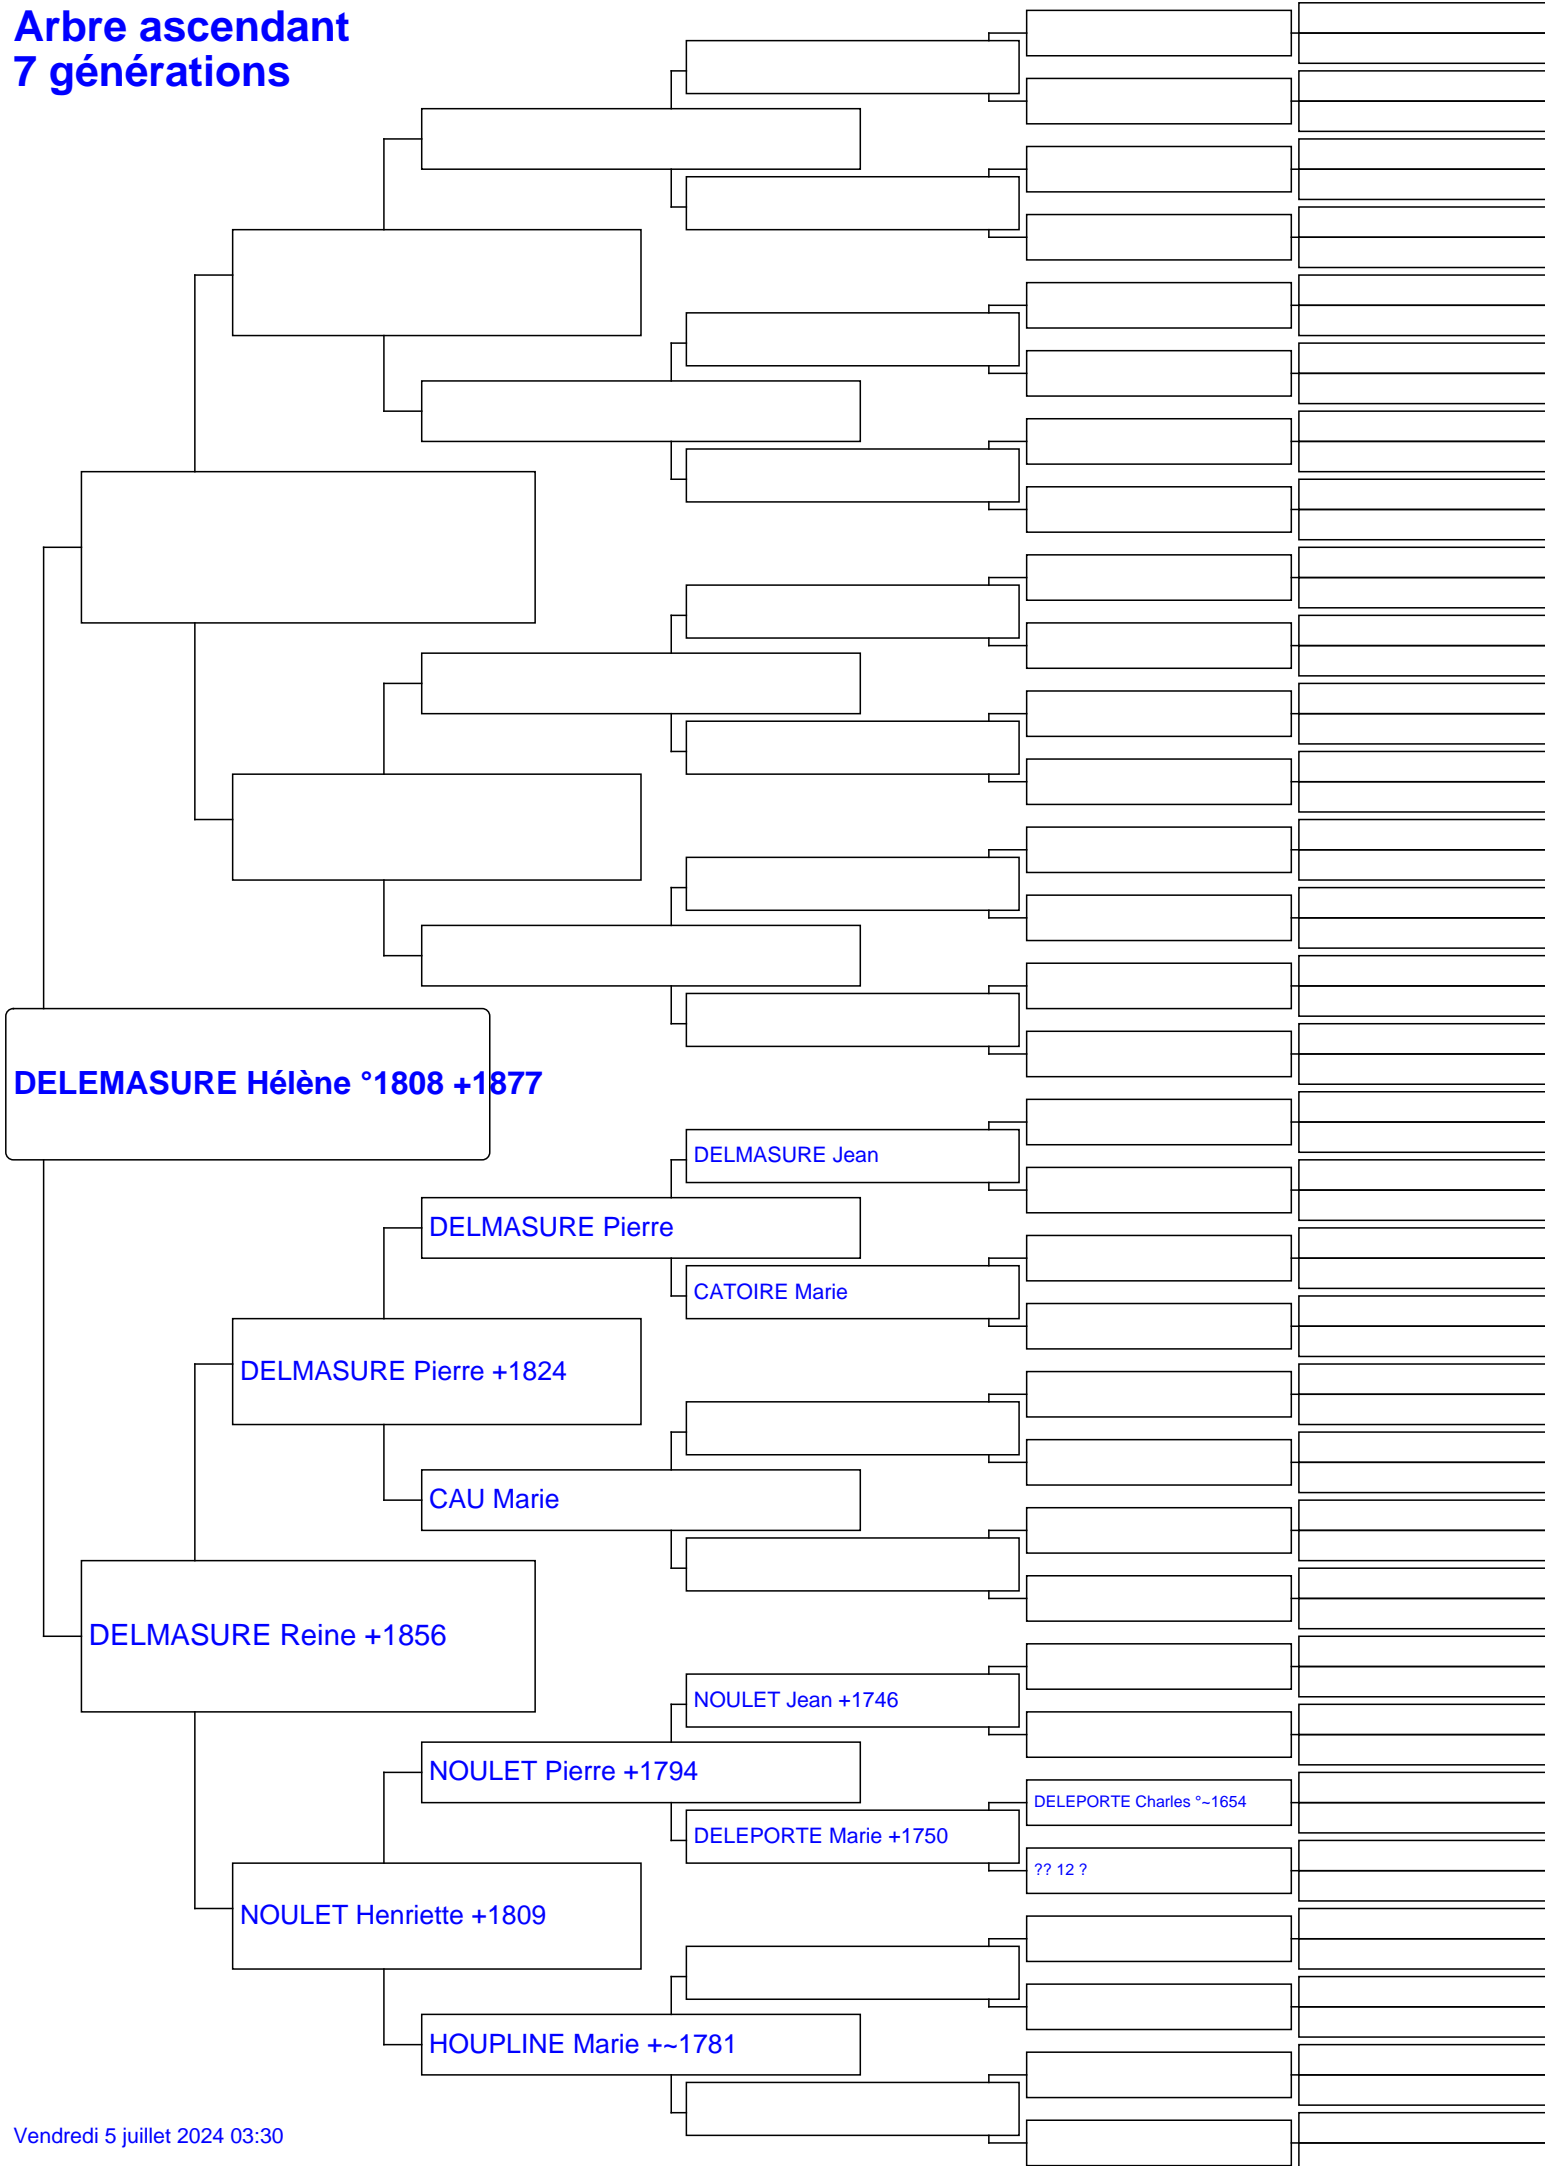 Arbre ascendant
7 générations
DELEMASURE Hélène °1808 +1877
DELMASURE Jean
DELMASURE Pierre
CATOIRE Marie
DELMASURE Pierre +1824
CAU Marie
DELMASURE Reine +1856
NOULET Jean +1746
NOULET Pierre +1794
DELEPORTE Charles °~1654
DELEPORTE Marie +1750
?? 12 ?
NOULET Henriette +1809
HOUPLINE Marie +~1781
Vendredi 5 juillet 2024 03:30